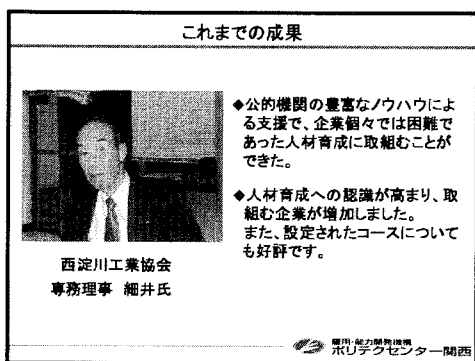 これまでの成果
◆公的機関の豊富なノウハウによ
る支援で、企業個々では困難で
あった人材育成に取組むことが
できた。
◆人材育成への認識が高まり、取
組む企業が増加しました。
また、設定されたコースについて
も好評です。
西淀川工業協会
専務理事 細井氏
雇用・能力開発機構
ポリテクセンター関西